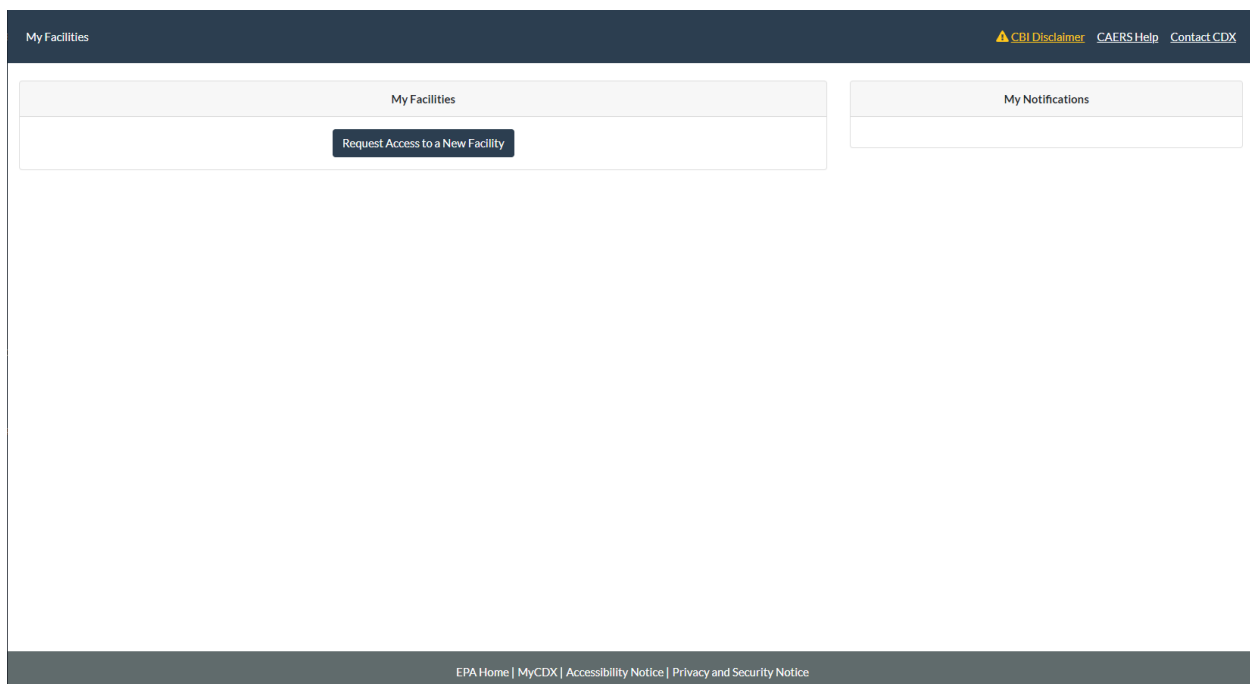 My Facilities
CBI Disclaimer CAERS Help Contact CDX
My Facilities
Request Access to a New Facility
My Notifications
EPA Home | MyCDX | Accessibility Notice | Privacy and Security Notice